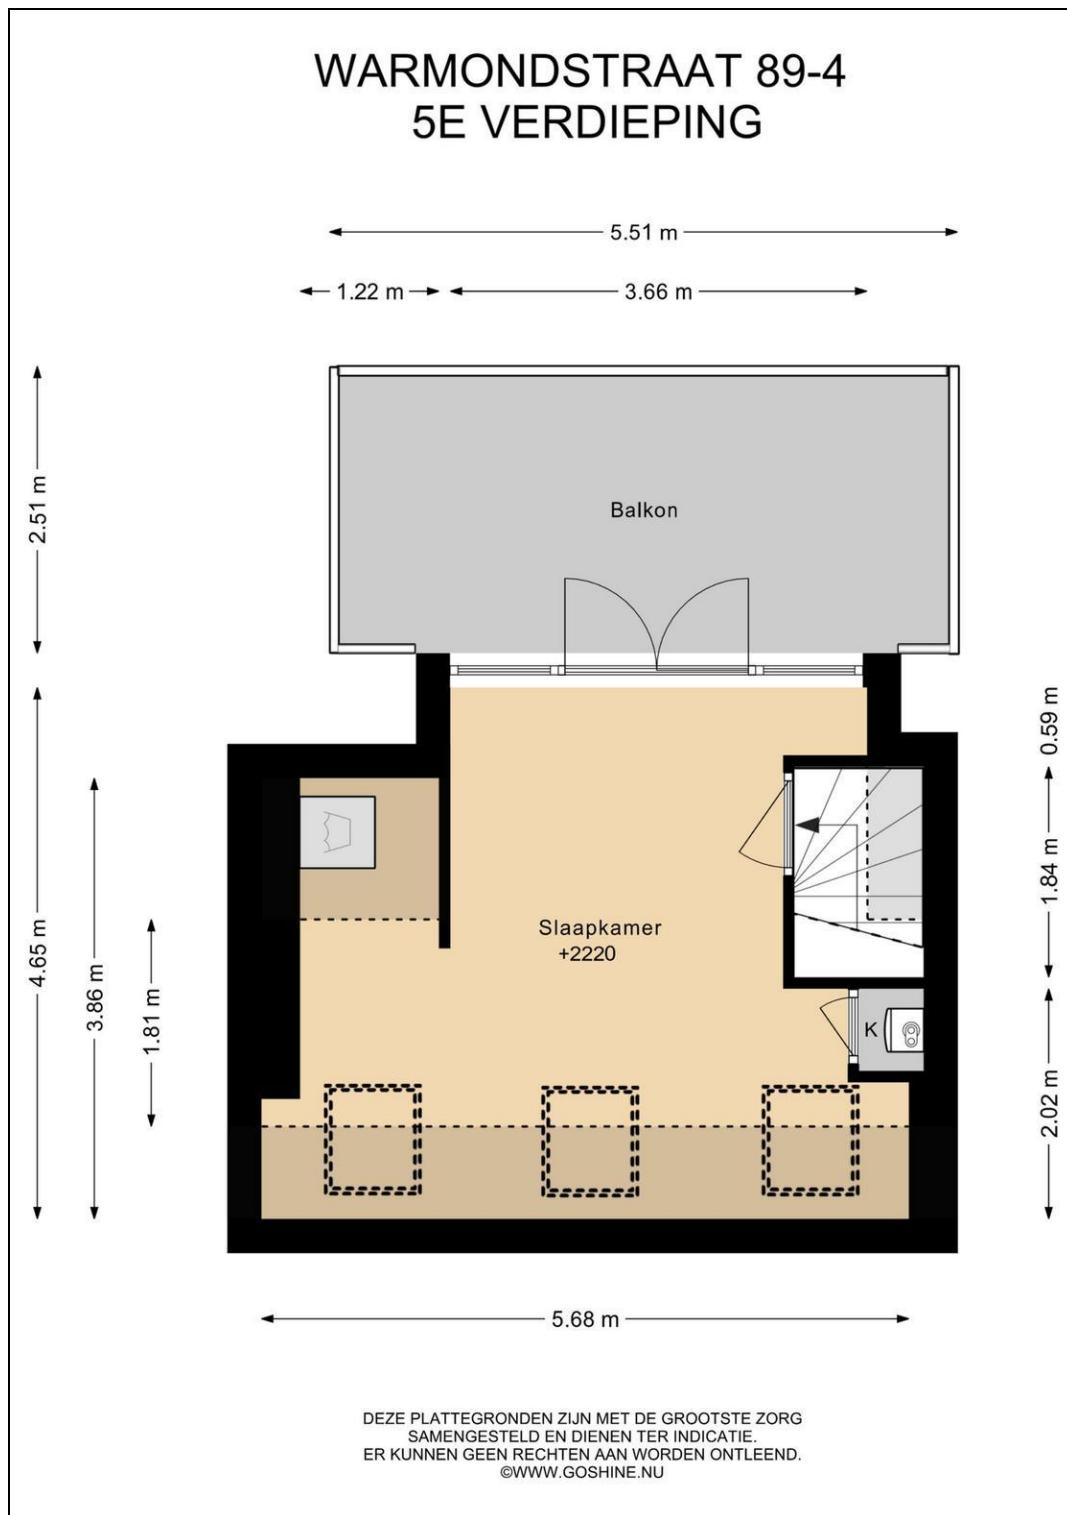 WARMONDSTRAAT 89-4
5E VERDIEPING
5.51 m
1.22 m
3.66 m
2.51 m
Balkon
0.59 m
4.65 m
3.86 m
1.81 m
1.84 m
Slaapkamer
+2220
K
2.02 m
5.68 m
DEZE PLATTEGRONDEN ZIJN MET DE GROOTSTE ZORG
SAMENGESTELD EN DIENEN TER INDICATIE.
ER KUNNEN GEEN RECHTEN AAN WORDEN ONTLEEND.
©WWW.GOSHINE.NU